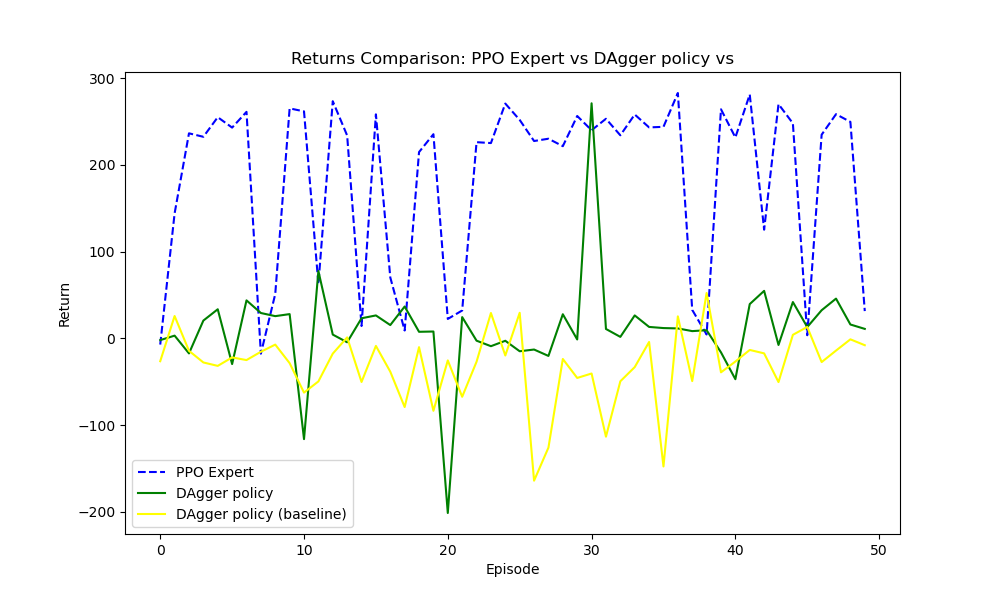 Returns Comparison: PPO Expert vs DAgger policy vs
300
200
100
0
−100
−200
Return
PPO Expert
DAgger policy
DAgger policy (baseline)
0 10 20 30 40 50
Episode